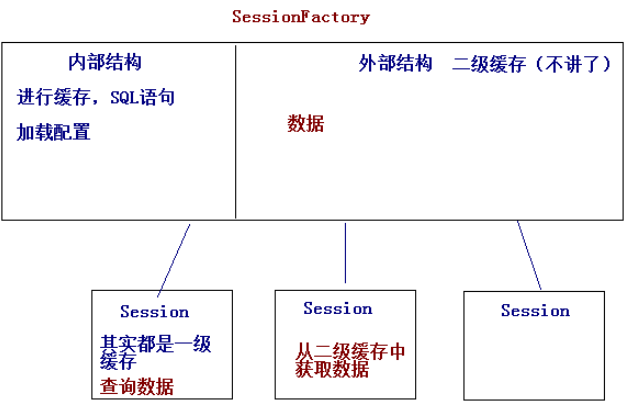 SessionFactory
内部结构
外部结构 二级缓存（不讲了）
进行缓存，SQL语句
加载配置
数据
Session
其实都是一级
缓存
查询数据
Session
从二级缓存中
获取数据
Session